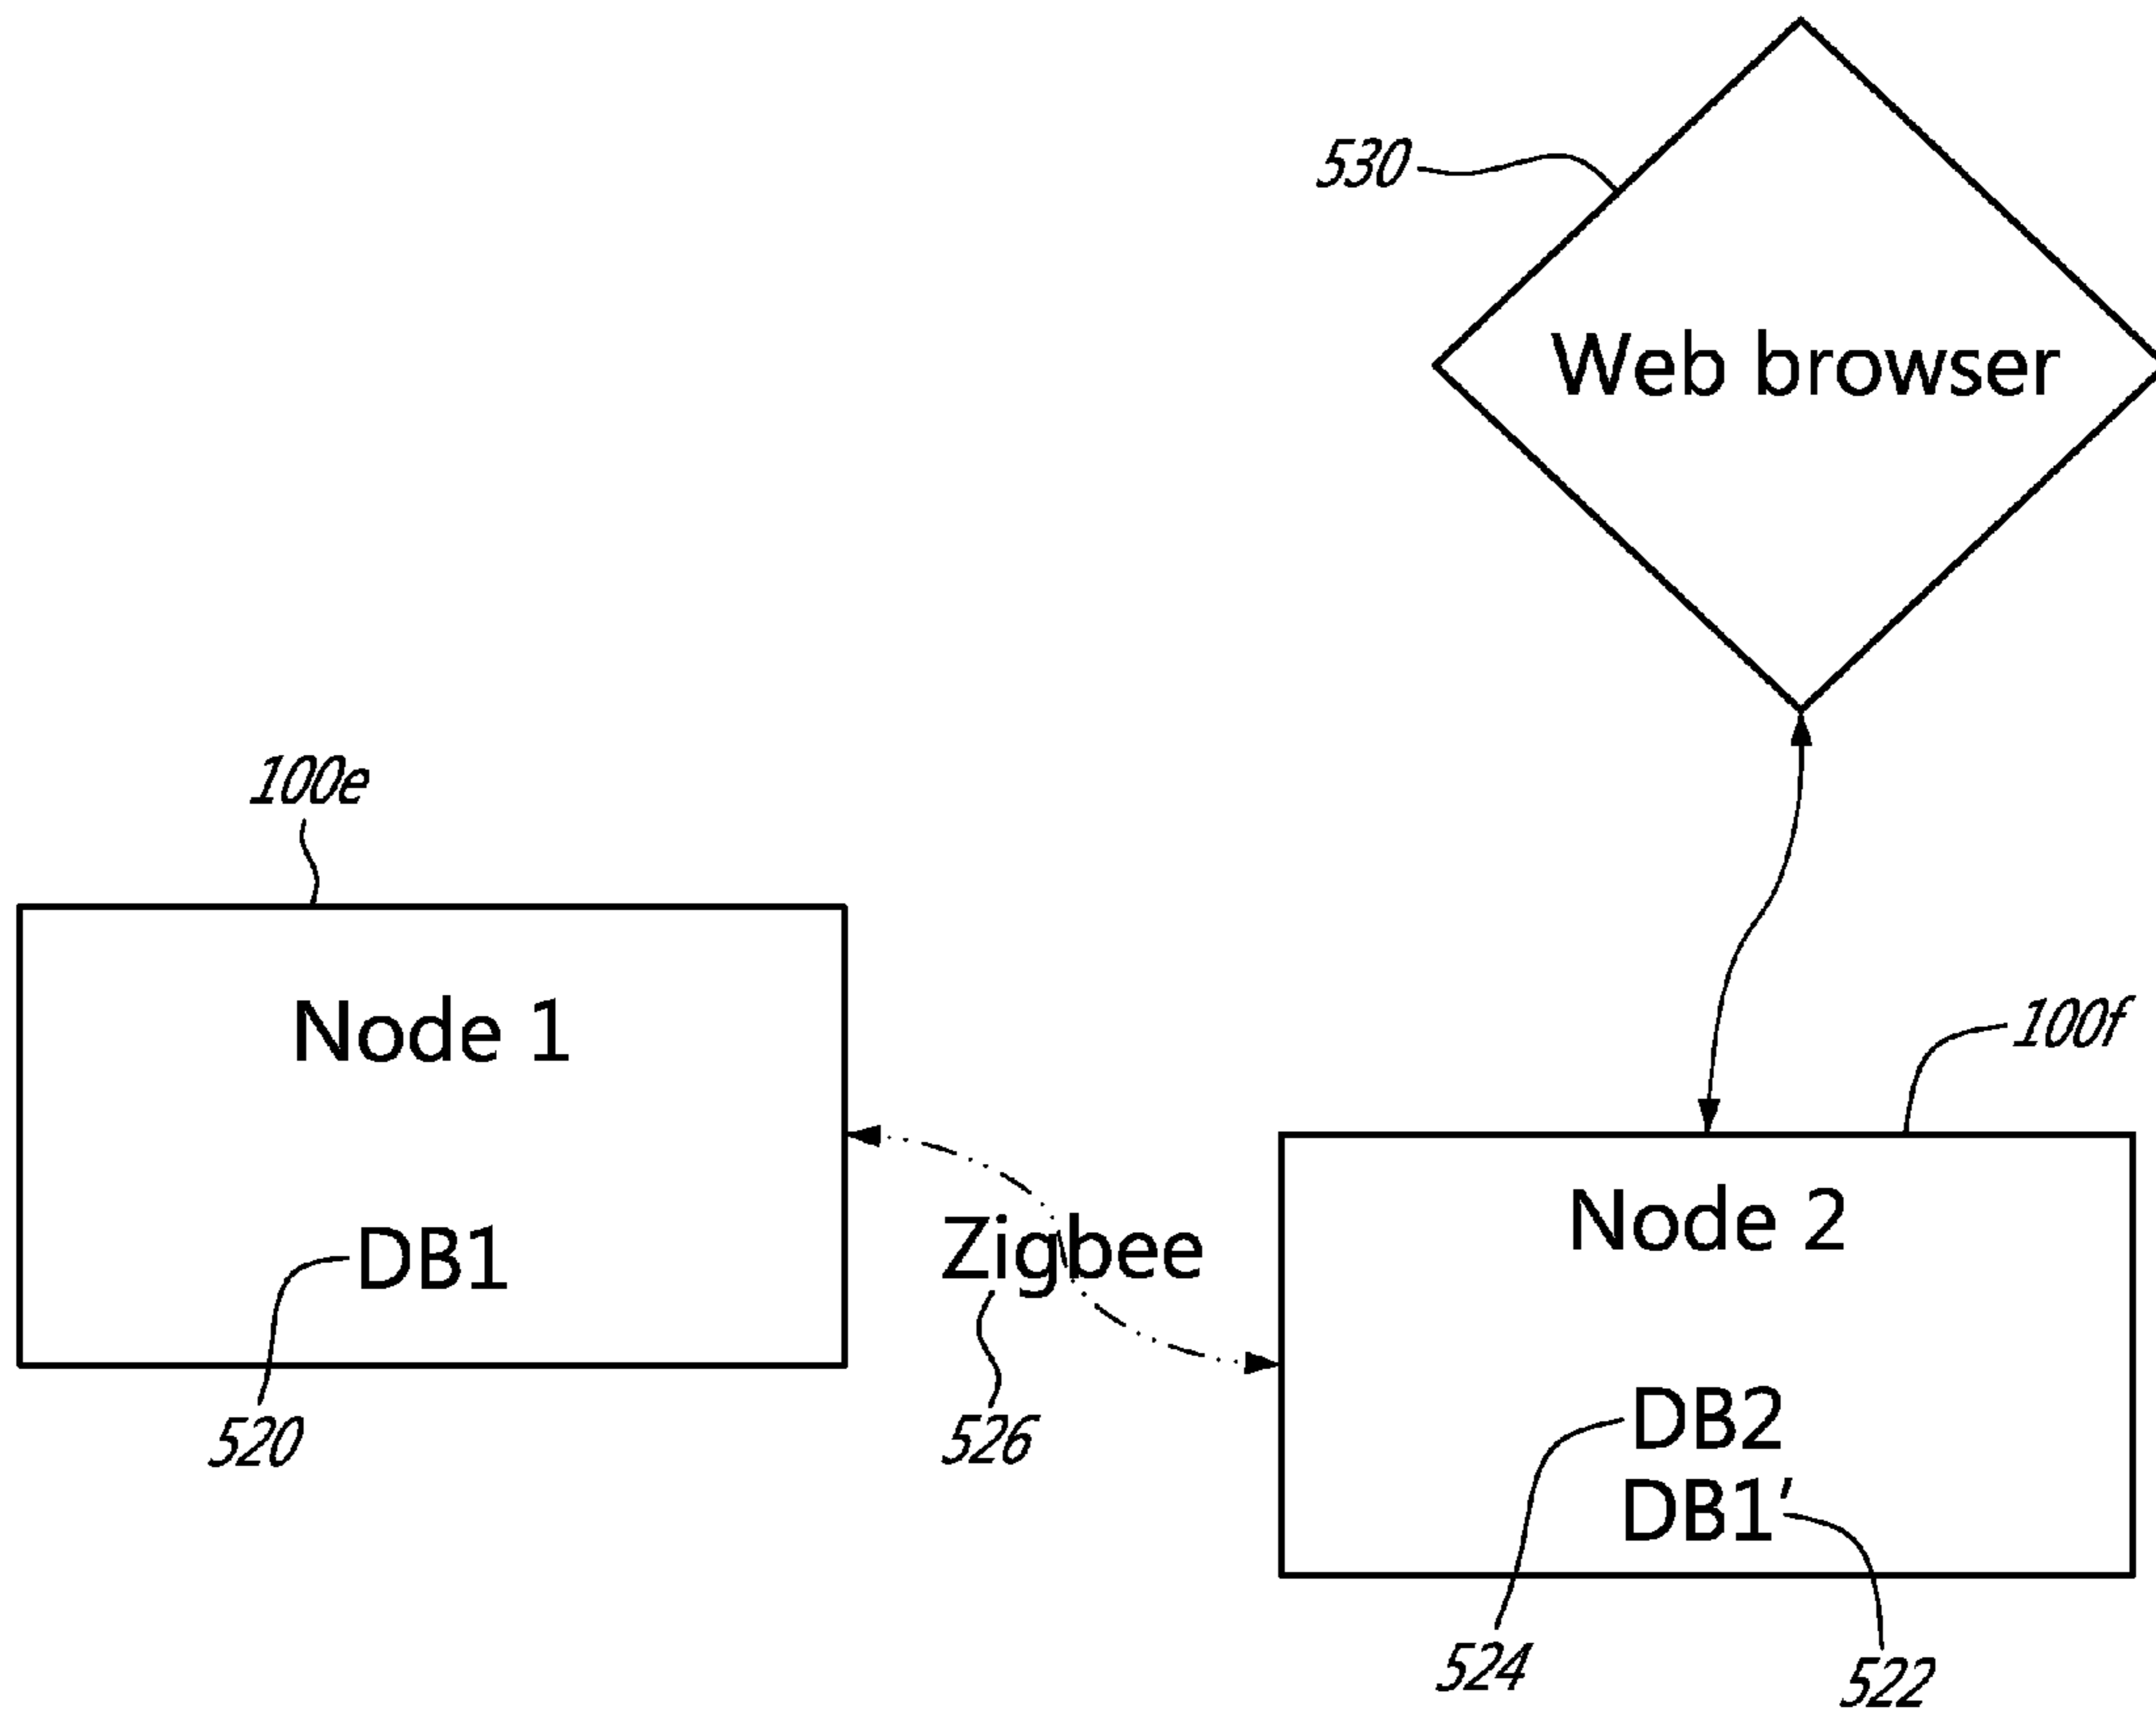 530
Web browser
100e
100f
Node 1
Node 2
Zigbee
DB1
520
526
DB2
DB1'
524
522